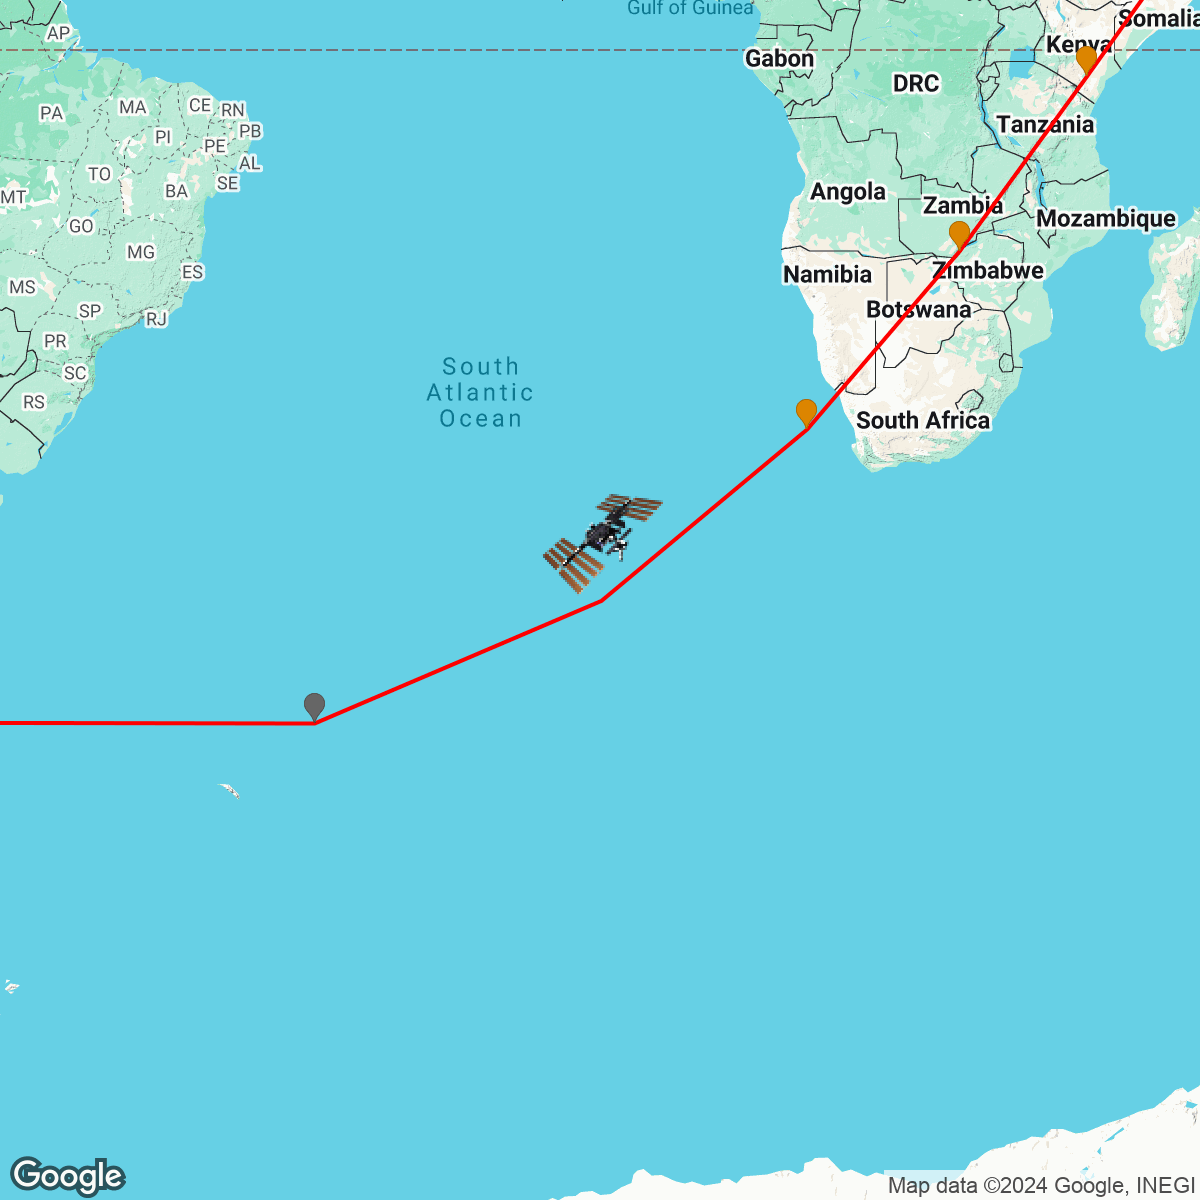 Gulf of Guinea
Somalia
AP
Kenya
Gabon
DRC
PA
MA
CE
RN
PI
PB
PE
Tanzania
AL
TO
SE
BA
MT
Angola
Zambia
GO
Mozambique
MG
ES
Namibia
Zimbabwe
MS
SP
RJ
Botswana
PR
South
Atlantic
Ocean
SC
RS
South Africa
Google
Map data ©2024 Google, INEGI